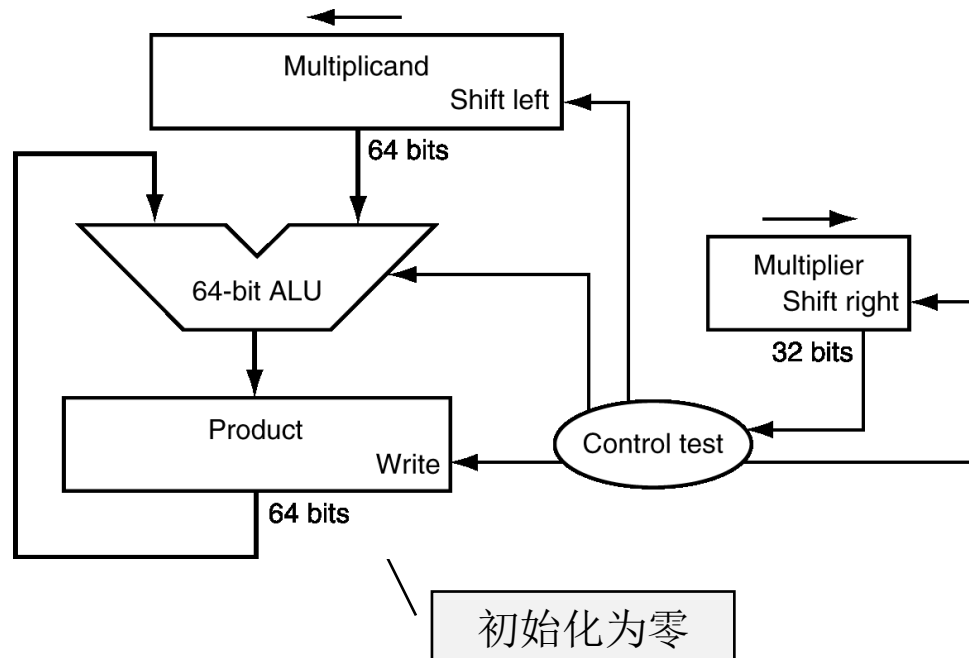 Multiplicand
Shift left
64 bits
64-bit ALU
Multiplier
Shift right
32 bits
Product
Write
Control test
64 bits
初始化为零